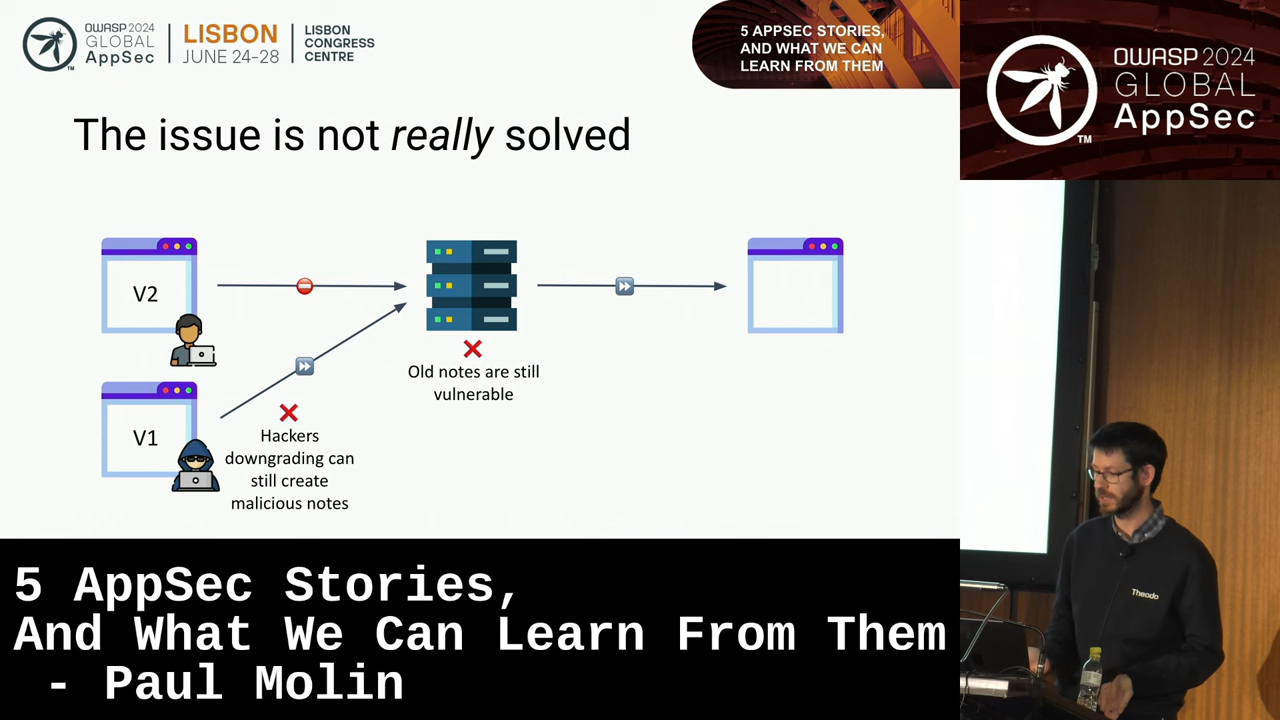 OWASP 2024
GLOBAL
AppSec
TM
LISBON
JUNE 24-28
LISBON
CONGRESS
CENTRE
5 APPSEC STORIES,
AND WHAT WE CAN
LEARN FROM THEM
OWASP 2024
GLOBAL
AppSec
TM
The issue is not really solved
V2
V1
Old notes are still
vulnerable
Hackers
downgrading can
still create
malicious notes
Theodo
5 AppSec Stories,
And What We Can Learn From Them
- Paul Molin